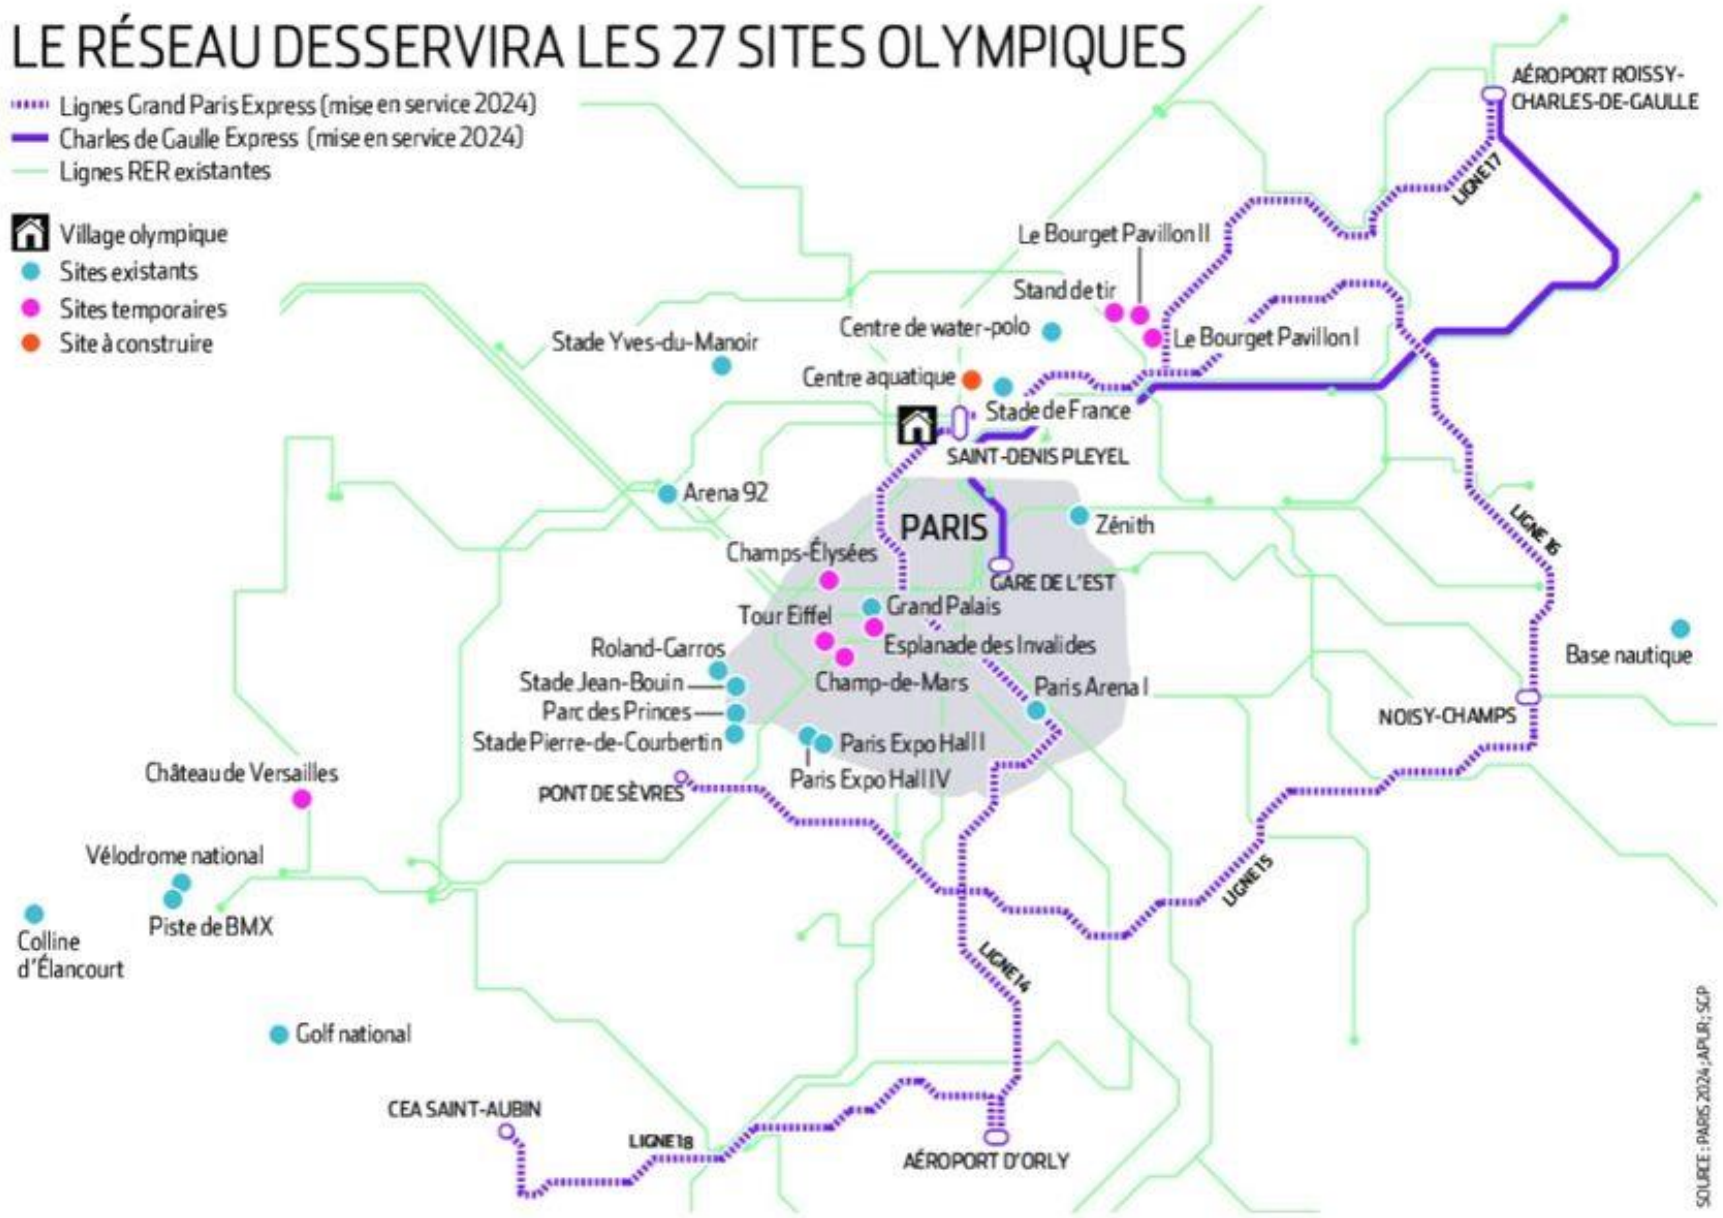 LE RÉSEAU DESSERVIRA LES 27 SITES OLYMPIQUES
Lignes Grand Paris Express (mise en service 2024)
Charles de Gaulle Express (mise en service 2024)
Lignes RER existantes
Village olympique
Sites existants
Sites temporaires
Site à construire
AÉROPORT ROISSY-
CHARLES-DE-GAULLE
LIGNE 17
Le Bourget Pavillon II
Stand de tir
Centre de water-polo
Le Bourget Pavillon I
Stade Yves-du-Manoir
Centre aquatique
Stade de France
SAINT-DENIS PLEYEL
Arena 92
PARIS
Zénith
LIGNE 16
Champs-Élysées
GARE DE L'EST
Grand Palais
Tour Eiffel
Esplanade des Invalides
Roland-Garros
Base nautique
Stade Jean-Bouin
Champ-de-Mars
Paris Arena I
Parc des Princes
NOISY-CHAMPS
Stade Pierre-de-Courbertin
Paris Expo Hall I
Paris Expo Hall IV
Château de Versailles
PONT DE SÈVRES
Vélodrome national
LIGNE 15
Piste de BMX
Colline
d'Élancourt
LIGNE 14
Golf national
CEA SAINT-AUBIN
LIGNE 18
AÉROPORT D'ORLY
SOURCE : PARIS 2024 ; APUR ; SGP